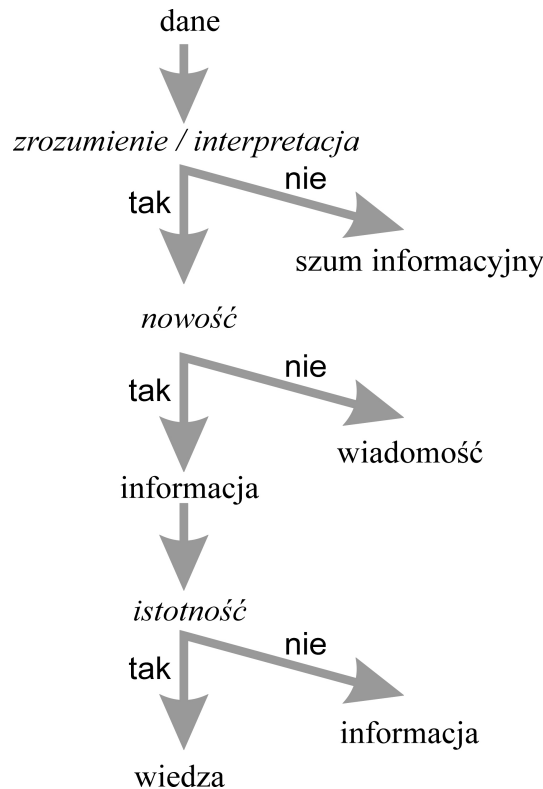 dane
zrozumienie / interpretacja
nie
tak
szum informacyjny
nowość
nie
tak
wiadomość
informacja
istotność
nie
tak
informacja
wiedza